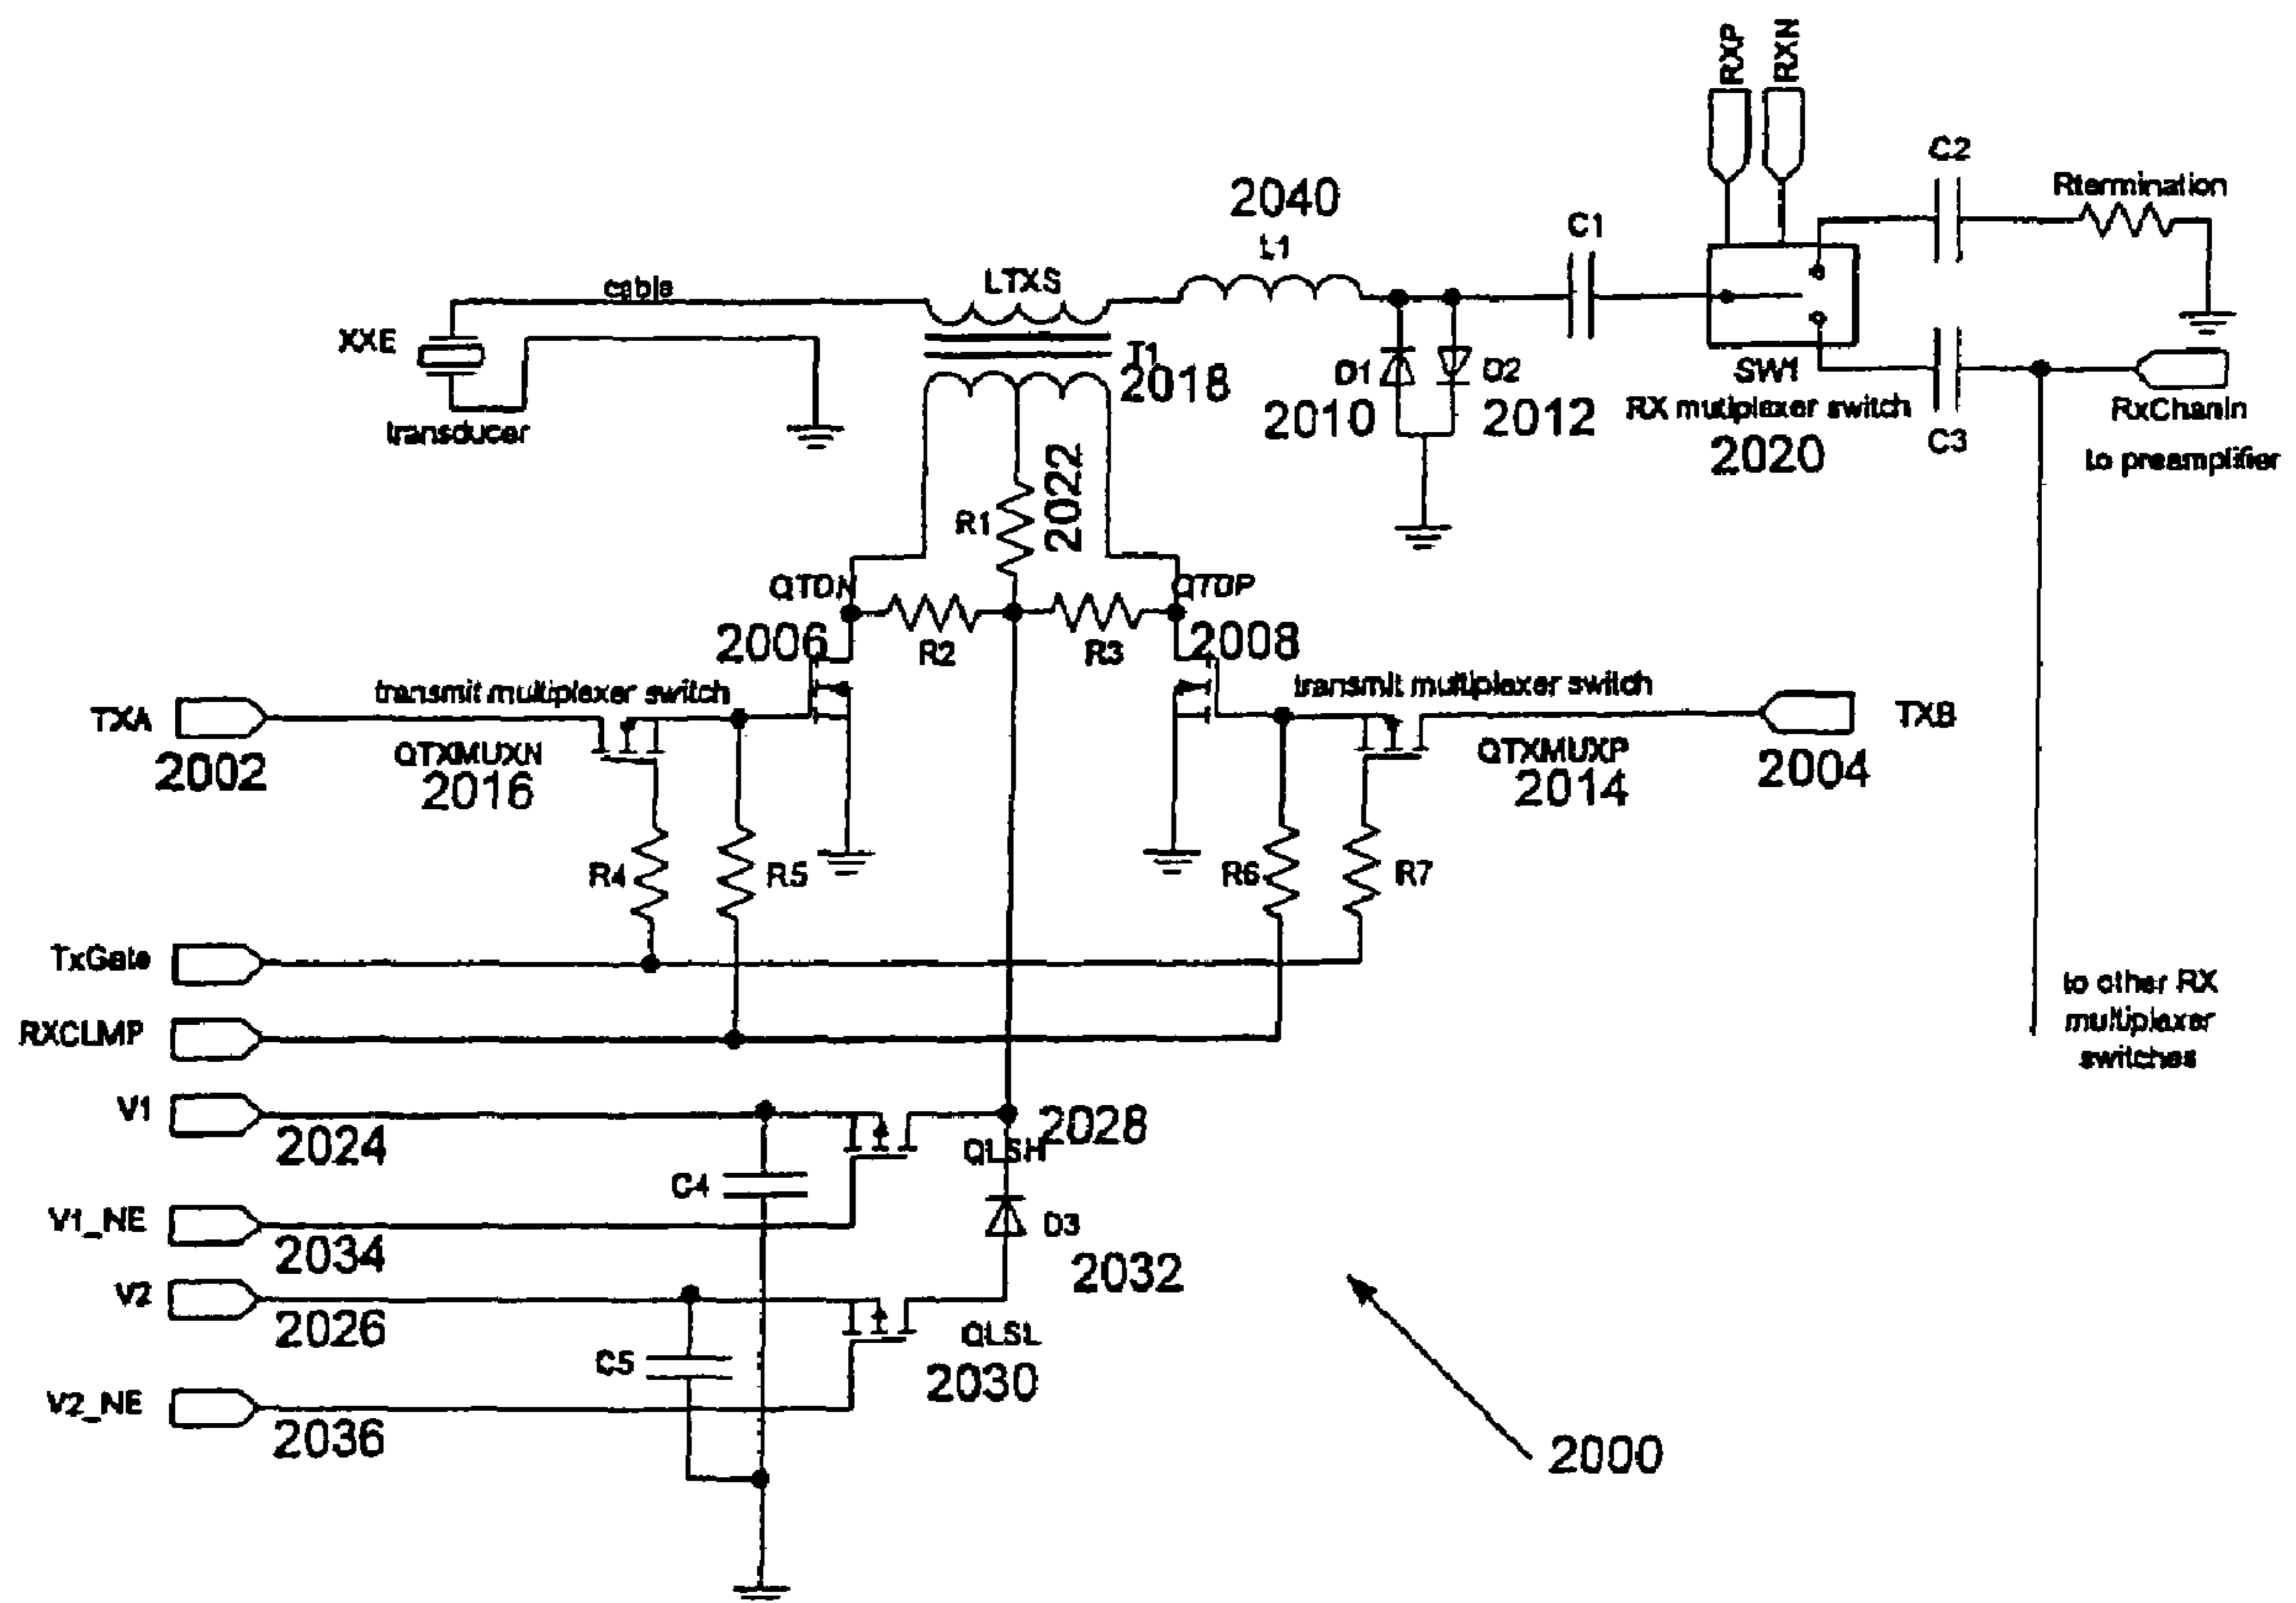 RXP
RXN
C2
Rtermination
2040
L1
C1
LTXS
cable
XXE
T1
2018
transducer
D1
2010
D2
2012
SW1
RX mutiplexer switch
2020
C3
RxChanIn
to preamplifier
R1
2022
QTDN
2006
R2
R3
QTDP
2008
transmit multiplexer switch
transmit multiplexer switch
TXA
2002
QTXMUXN
2016
QTXMUXP
2014
TXB
2004
R4
R5
R6
R7
TxGate
RXCLMP
to other RX
multiplexer
switches
V1
2024
QLSH
2028
C4
V1_NE
2034
D3
2032
V2
2026
QLSL
2030
C5
V2_NE
2036
2000